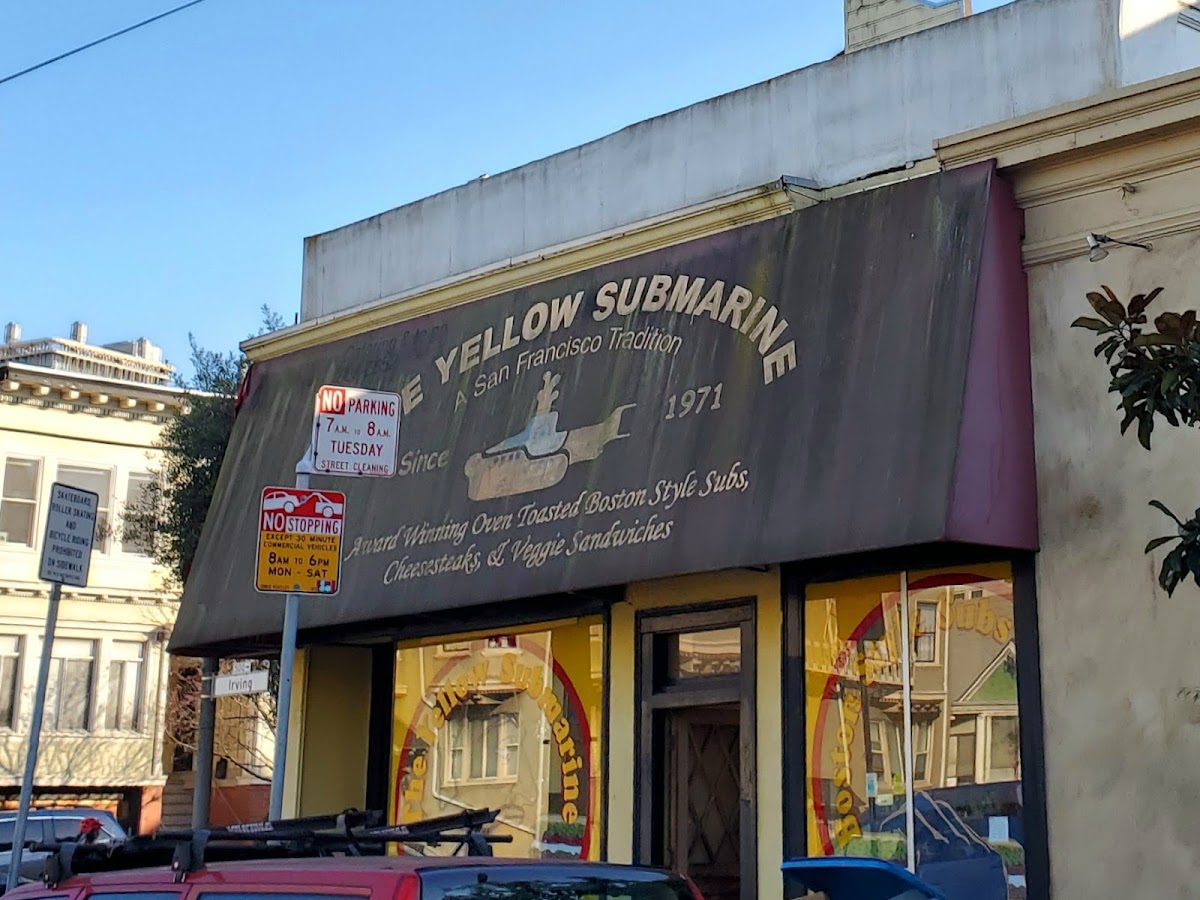 E YELLOW SUBMARINE
A San Francisco Tradition
Since 1971
Award Winning Oven Toasted Boston Style Subs,
Cheesesteaks, & Veggie Sandwiches
NO PARKING
7 A.M. TO 8 A.M.
TUESDAY
STREET CLEANING
NO STOPPING
EXCEPT 30 MINUTE
COMMERCIAL VEHICLES
8AM TO 6PM
MON - SAT
SKATEBOARD,
ROLLER SKATING
AND
BICYCLE RIDING
PROHIBITED
ON SIDEWALK
Irving
The Yellow Submarine